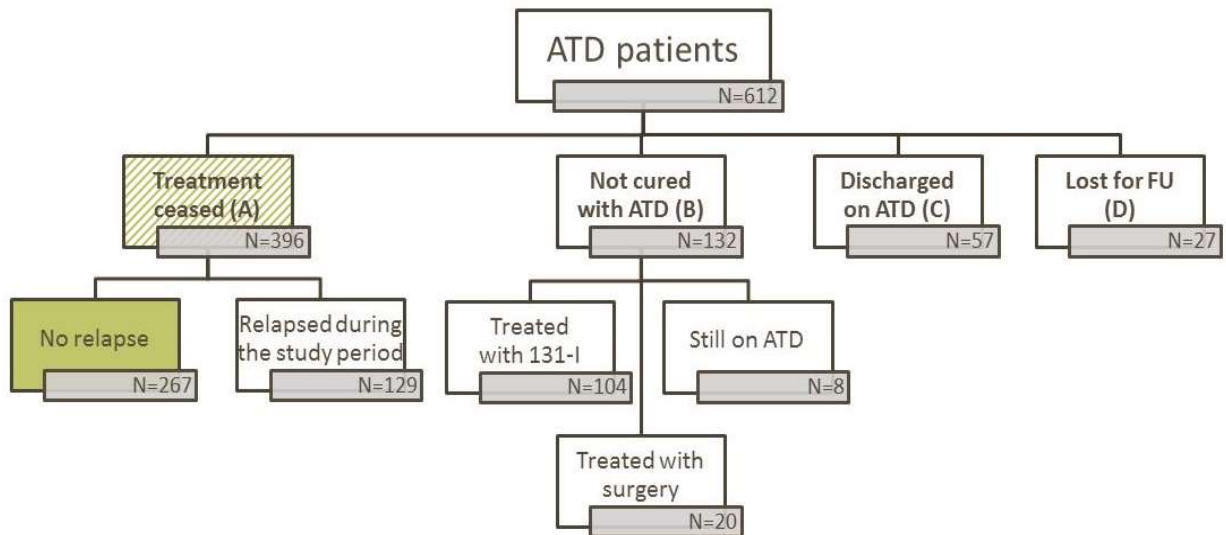 ATD patients
N=612
Treatment
ceased (A)
N=396
Not cured
with ATD (B)
N=132
Discharged
on ATD (C)
N=57
Lost for FU
(D)
N=27
No relapse
N=267
Relapsed during
the study period
N=129
Treated
with 131-I
N=104
Still on ATD
N=8
Treated with
surgery
N=20